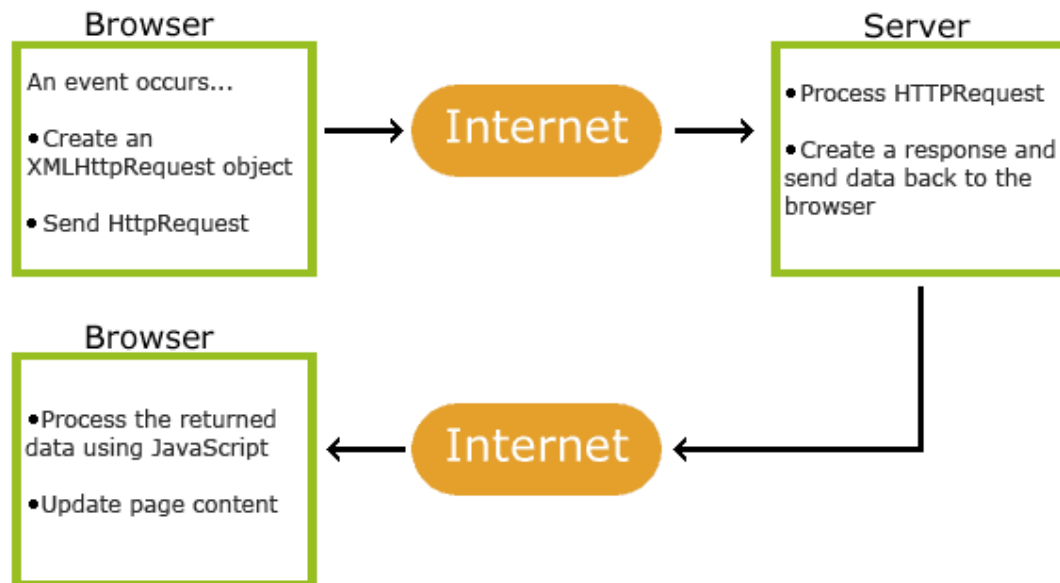 Browser
An event occurs...
•Create an
XMLHttpRequest object
• Send HttpRequest
Internet
Server
•Process HTTPRequest
• Create a response and
send data back to the
browser
Browser
•Process the returned
data using JavaScript
•Update page content
Internet